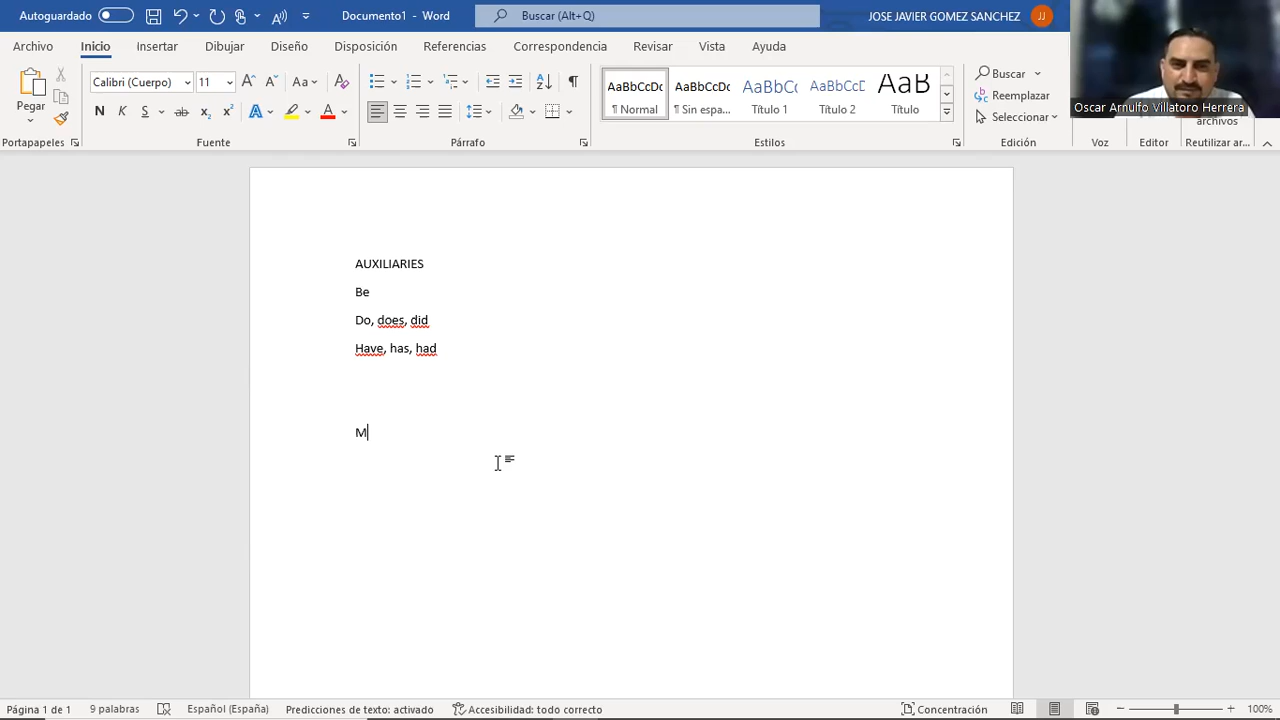 Autoguardado
Documento1 - Word
Buscar (Alt+Q)
JOSE JAVIER GOMEZ SANCHEZ
JJ
Archivo Inicio Insertar Dibujar Diseño Disposición Referencias Correspondencia Revisar Vista Ayuda
Oscar Arnulfo Villatoro Herrera
Pegar
Calibri (Cuerpo) 11
N K S
AaBbCcDc AaBbCcDc AaBbCc AaBbCcD AaB
¶ Normal ¶ Sin espa... Título 1 Título 2 Título
Buscar
Reemplazar
Seleccionar
archivos
Portapapeles Fuente Párrafo Estilos Edición Voz Editor Reutilizar ar...
AUXILIARIES
Be
Do, does, did
Have, has, had
M
Página 1 de 1 9 palabras Español (España) Predicciones de texto: activado Accesibilidad: todo correcto Concentración 100%